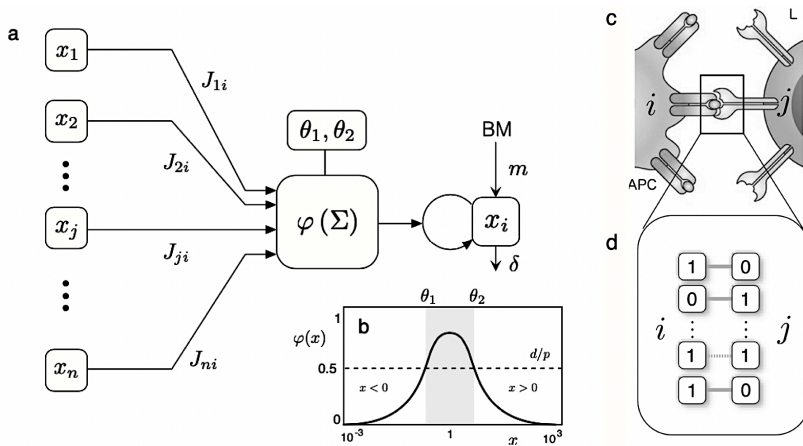 a
x₁
J₁ᵢ
x₂
J₂ᵢ
xⱼ
Jⱼᵢ
xₙ
Jₙᵢ
θ₁, θ₂
φ (Σ)
BM
m
xᵢ
δ
b
θ₁ θ₂
φ(x)
1
0.5
0
d/p
x < 0
x > 0
10⁻³
1
x
10³
c
L
i
j
APC
d
1 0
0 1
i
j
1 1
1 0